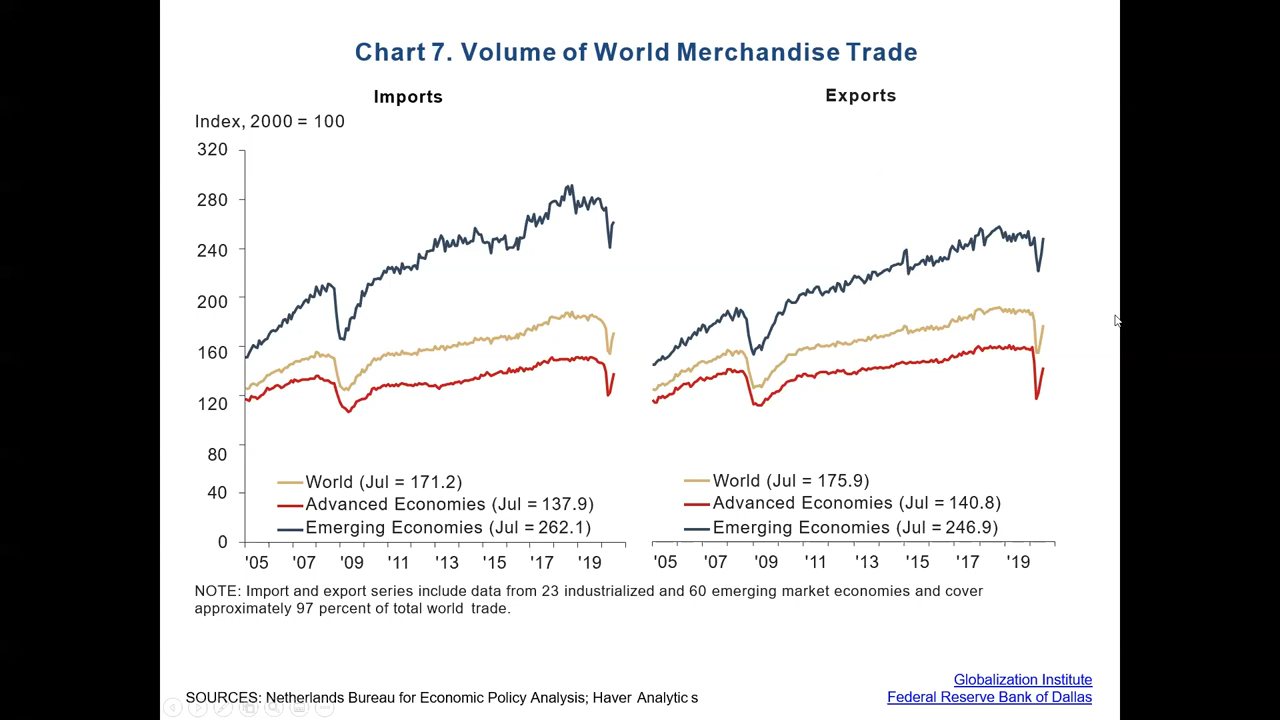 Chart 7. Volume of World Merchandise Trade
Imports
Exports
Index, 2000 = 100
320
280
240
200
160
120
80
40
0
World (Jul = 171.2)
Advanced Economies (Jul = 137.9)
Emerging Economies (Jul = 262.1)
World (Jul = 175.9)
Advanced Economies (Jul = 140.8)
Emerging Economies (Jul = 246.9)
'05 '07 '09 '11 '13 '15 '17 '19
'05 '07 '09 '11 '13 '15 '17 '19
NOTE: Import and export series include data from 23 industrialized and 60 emerging market economies and cover
approximately 97 percent of total world trade.
Globalization Institute
SOURCES: Netherlands Bureau for Economic Policy Analysis; Haver Analytic s
Federal Reserve Bank of Dallas